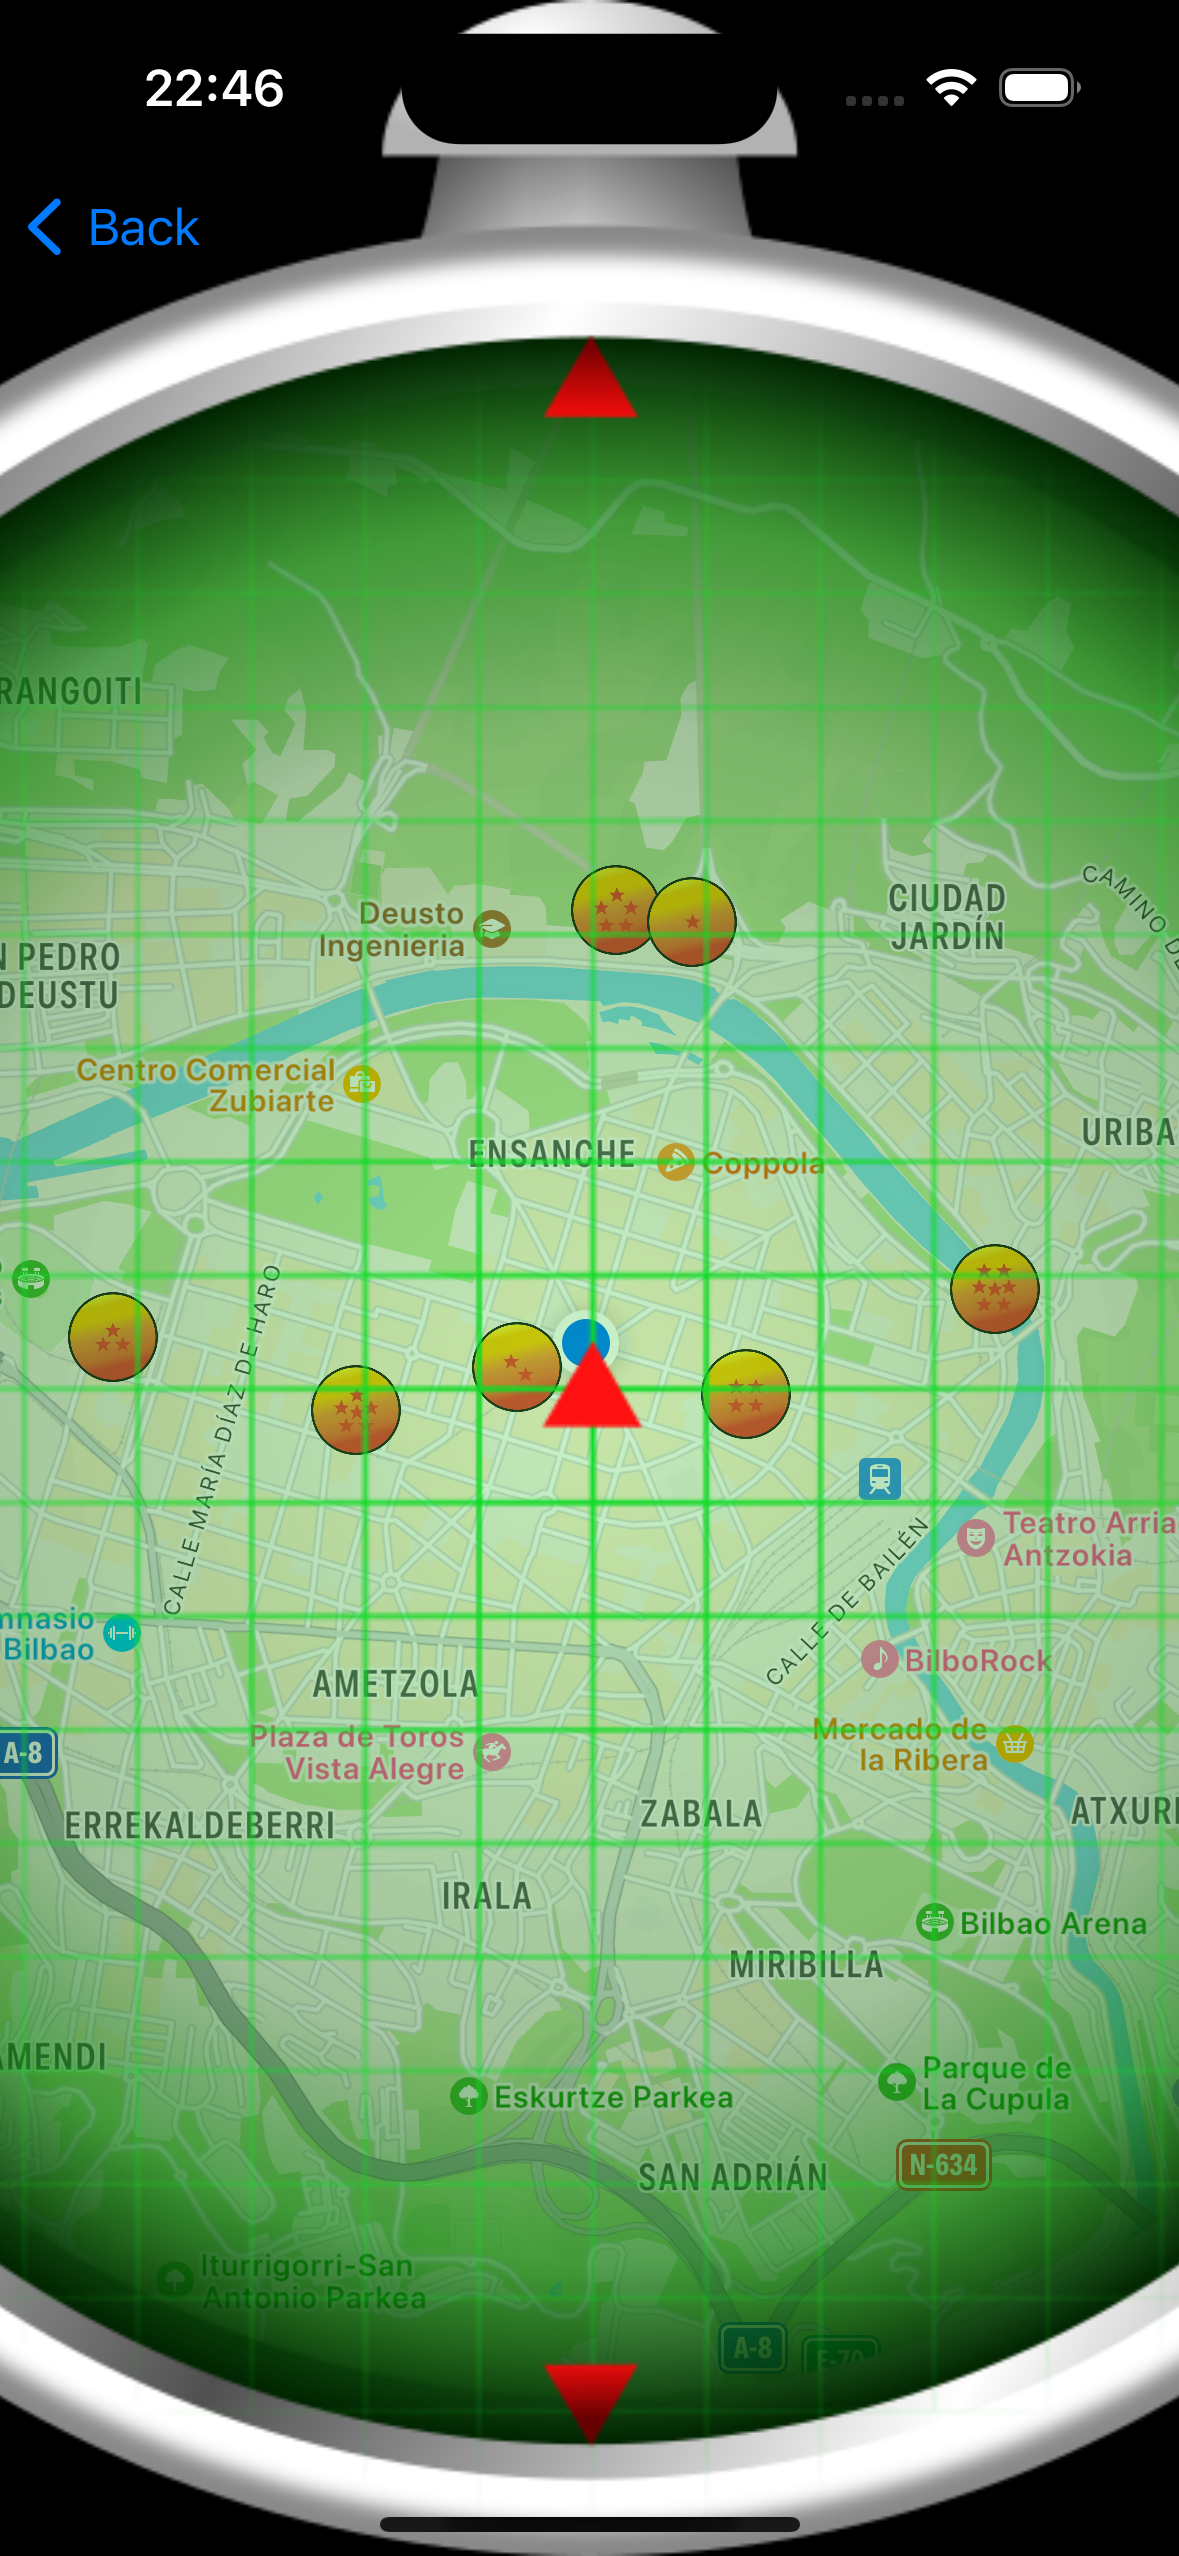 22:46
Back
RANGOITI
CIUDAD
JARDÍN
CAMINO DE
Deusto
Ingenieria
N PEDRO
DEUSTU
Centro Comercial
Zubiarte
ENSANCHE
Coppola
URIBA
CALLE MARÍA DÍAZ DE HARO
Teatro Arria
Antzokia
CALLE DE BAILÉN
mnasio
Bilbao
BilboRock
AMETZOLA
Plaza de Toros
Vista Alegre
Mercado de
la Ribera
A-8
ERREKALDEBERRI
ZABALA
ATXURI
IRALA
Bilbao Arena
MIRIBILLA
AMENDI
Eskurtze Parkea
Parque de
La Cupula
SAN ADRIÁN
N-634
Iturrigorri-San
Antonio Parkea
A-8
E-70